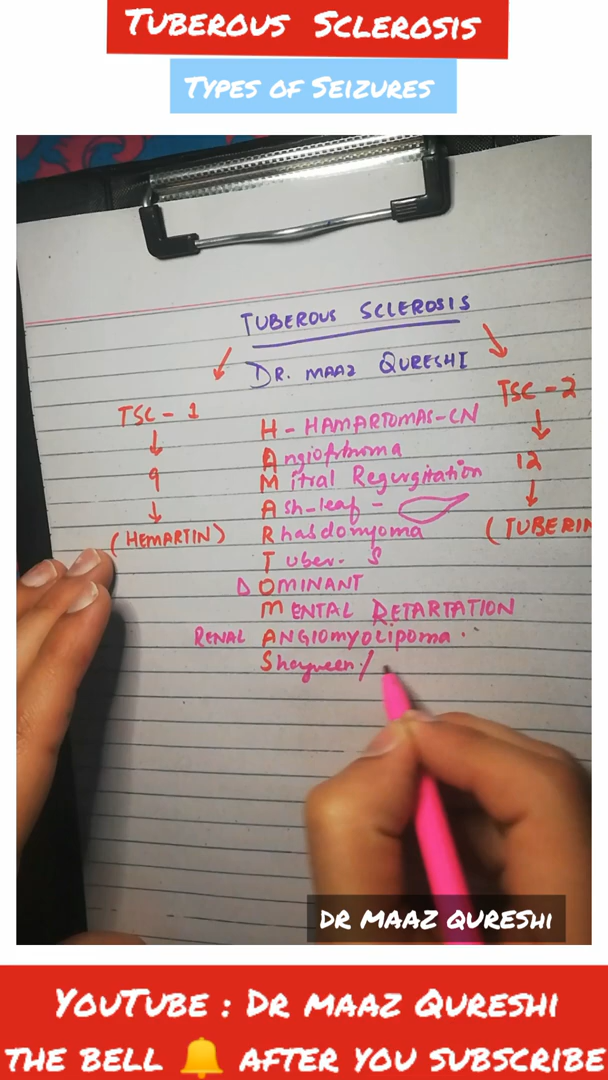 TUBEROUS SCLEROSIS
TYPES OF SEIZURES
TUBEROUS SCLEROSIS
DR. MAAZ QURESHI
TSC - 1
9
(HEMARTIN)
H - HAMARTOMAS - CN
Angiofibroma
Mitral Regurgitation
Ash-leaf -
Rhasdomyoma
Tuber. S
DOMINANT
MENTAL RETARTATION
RENAL ANGIOMYOLIPOMA
Shagreen /
TSC - 2
12
(TUBERIN
DR MAAZ QURESHI
YOUTUBE : DR MAAZ QURESHI
THE BELL 🔔 AFTER YOU SUBSCRIBE